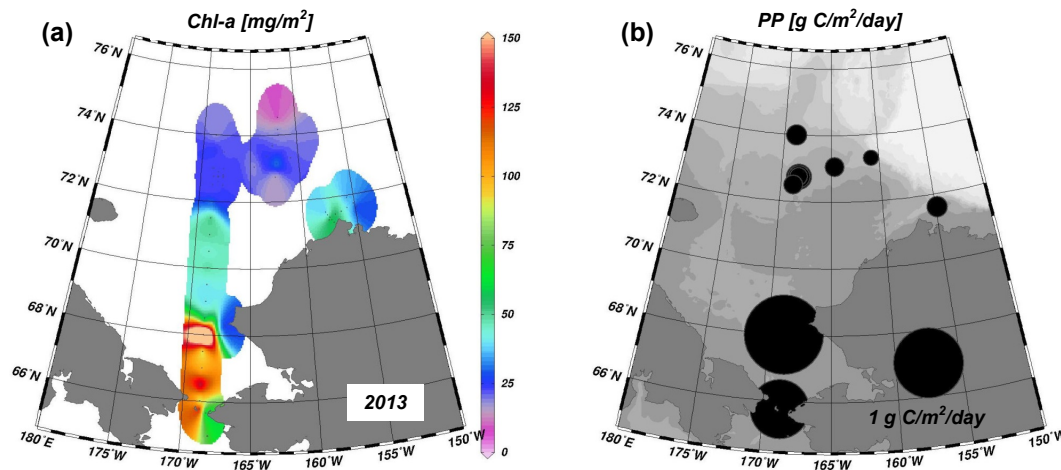 (a) Chl-a [mg/m²]
76°N
74°N
72°N
70°N
68°N
66°N
180°E
175°W
170°W
165°W
160°W
155°W
150°W
150
125
100
75
50
25
0
2013
(b) PP [g C/m²/day]
76°N
74°N
72°N
70°N
68°N
66°N
180°E
175°W
170°W
165°W
160°W
155°W
150°W
1 g C/m²/day